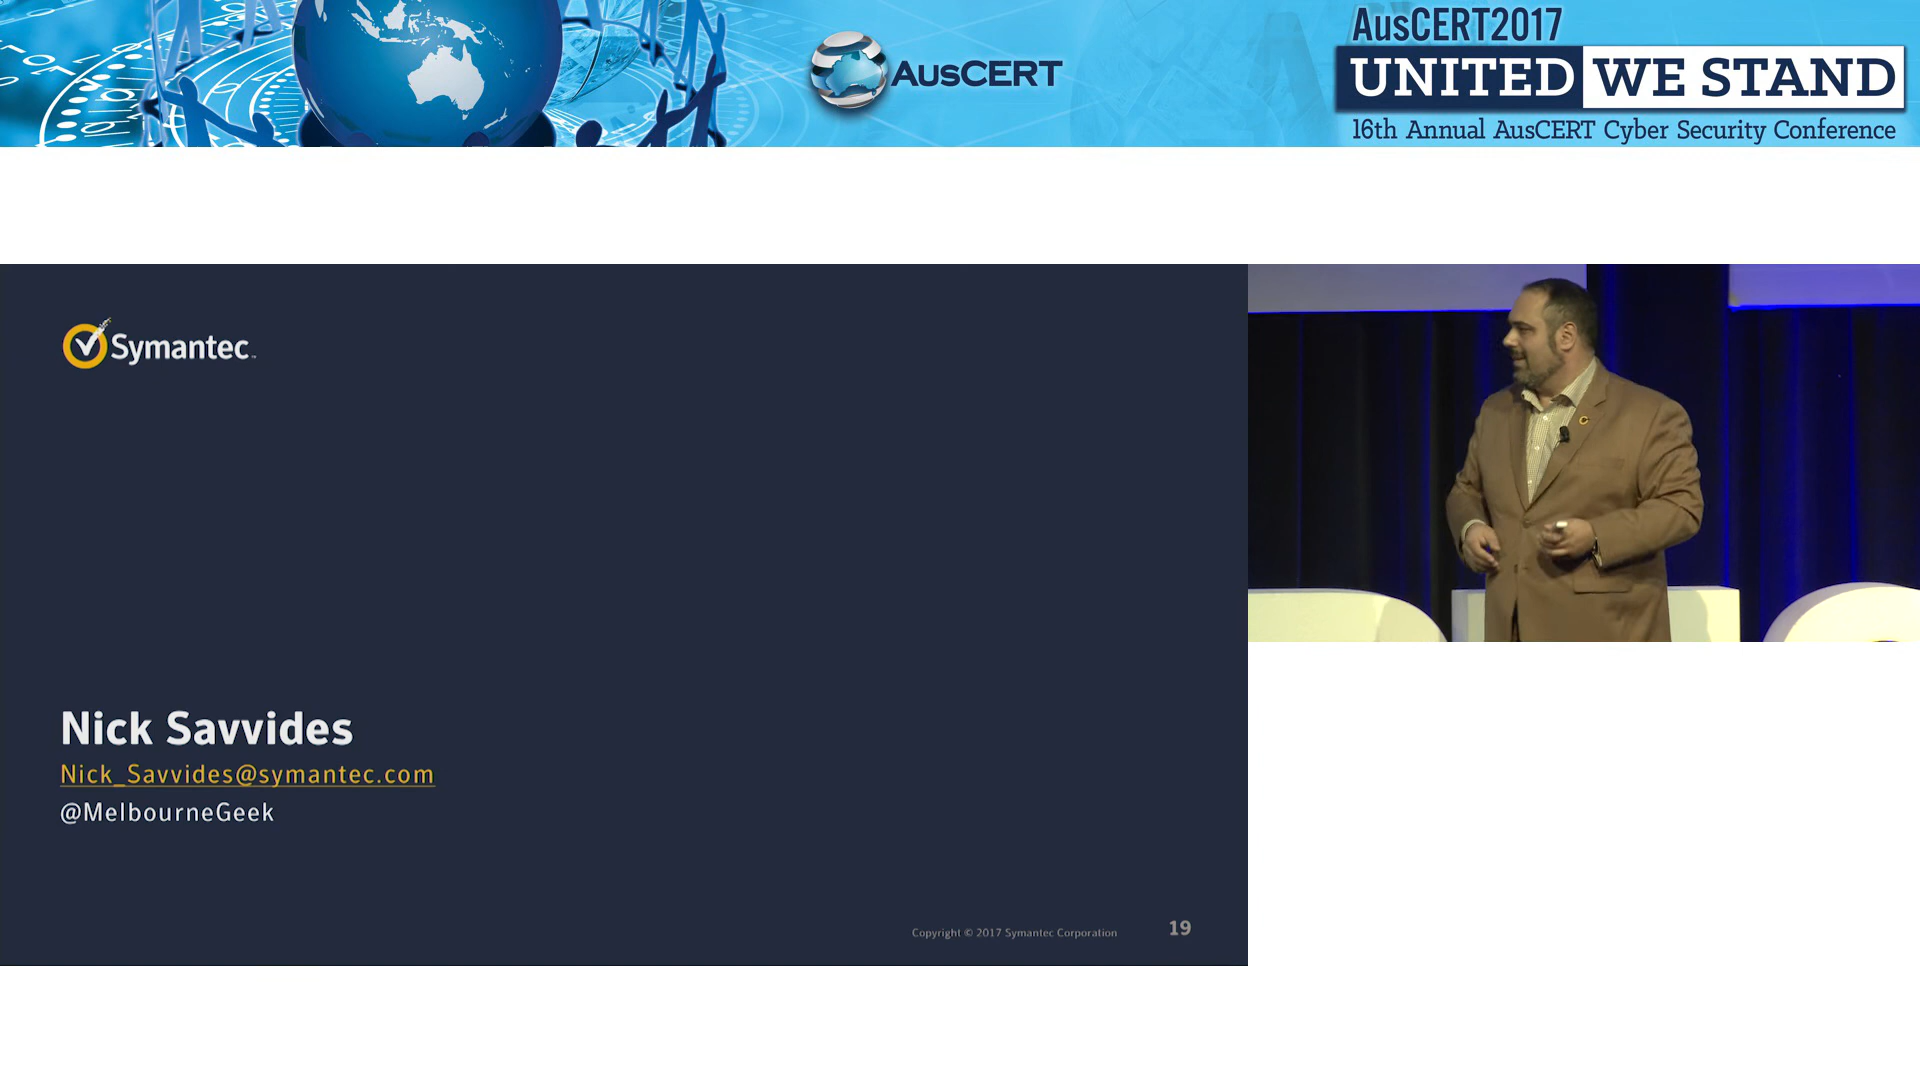 AusCERT
AusCERT2017
UNITED WE STAND
16th Annual AusCERT Cyber Security Conference
Symantec
Nick Savvides
Nick_Savvides@symantec.com
@MelbourneGeek
Copyright © 2017 Symantec Corporation
19